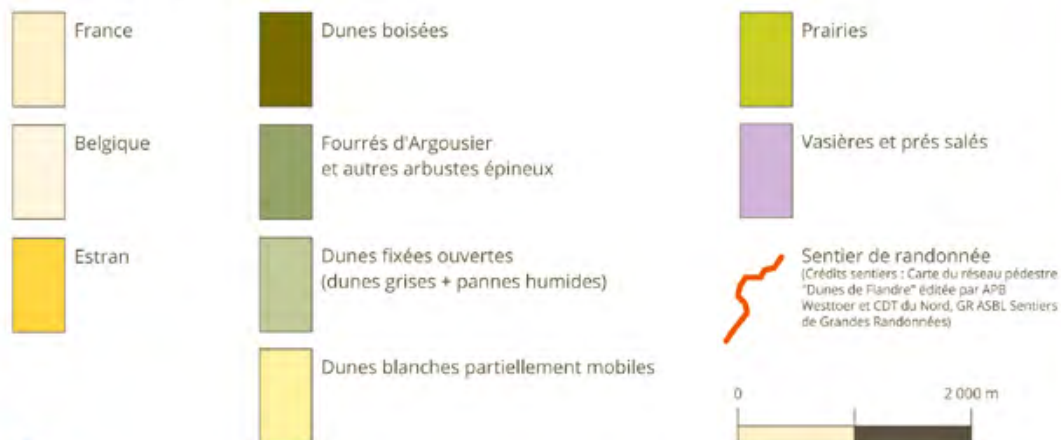 France
Belgique
Estran
Dunes boisées
Fourrés d'Argousier
et autres arbustes épineux
Dunes fixées ouvertes
(dunes grises + pannes humides)
Dunes blanches partiellement mobiles
Prairies
Vasières et prés salés
Sentier de randonnée
(Crédits sentiers : Carte du réseau pédestre
"Dunes de Flandre" éditée par APB
Westtoer et CDT du Nord, GR ASBL Sentiers
de Grandes Randonnées)
0
2 000 m